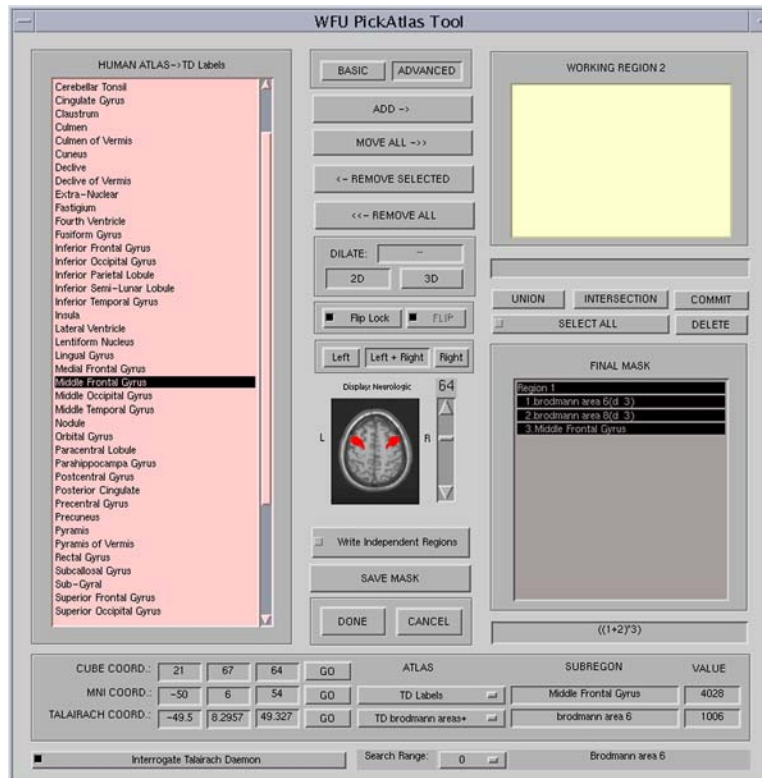 WFU PickAtlas Tool
HUMAN ATLAS->TD Labels
Cerebellar Tonsil
Cingulate Gyrus
Claustrum
Culmen
Culmen of Vermis
Cuneus
Declive
Declive of Vermis
Extra-Nuclear
Fastigium
Fourth Ventricle
Fusiform Gyrus
Inferior Frontal Gyrus
Inferior Occipital Gyrus
Inferior Parietal Lobule
Inferior Semi-Lunar Lobule
Inferior Temporal Gyrus
Insula
Lateral Ventricle
Lentiform Nucleus
Lingual Gyrus
Medial Frontal Gyrus
Middle Frontal Gyrus
Middle Occipital Gyrus
Middle Temporal Gyrus
Nodule
Orbital Gyrus
Paracentral Lobule
Parahippocampa Gyrus
Postcentral Gyrus
Posterior Cingulate
Precentral Gyrus
Precuneus
Pyramis
Pyramis of Vermis
Rectal Gyrus
Subcallosal Gyrus
Sub-Gyral
Superior Frontal Gyrus
Superior Occipital Gyrus
BASIC ADVANCED
ADD ->
MOVE ALL ->>
<- REMOVE SELECTED
<<- REMOVE ALL
DILATE: --
2D 3D
Flip Lock FLIP
Left Left + Right Right
Display: Neurologic 64
L R
Write Independent Regions
SAVE MASK
DONE CANCEL
WORKING REGION 2
UNION INTERSECTION COMMIT
SELECT ALL DELETE
FINAL MASK
Region 1
1.brodmann area 6(d 3)
2.brodmann area 8(d 3)
3.Middle Frontal Gyrus
((1+2)*3)
CUBE COORD.: 21 67 64 GO ATLAS SUBREGON VALUE
MNI COORD.: -50 6 54 GO TD Labels Middle Frontal Gyrus 4028
TALAIRACH COORD.: -49.5 8.2957 49.327 GO TD brodmann areas+ brodmann area 6 1006
Interrogate Talairach Daemon Search Range: 0 Brodmann area 6